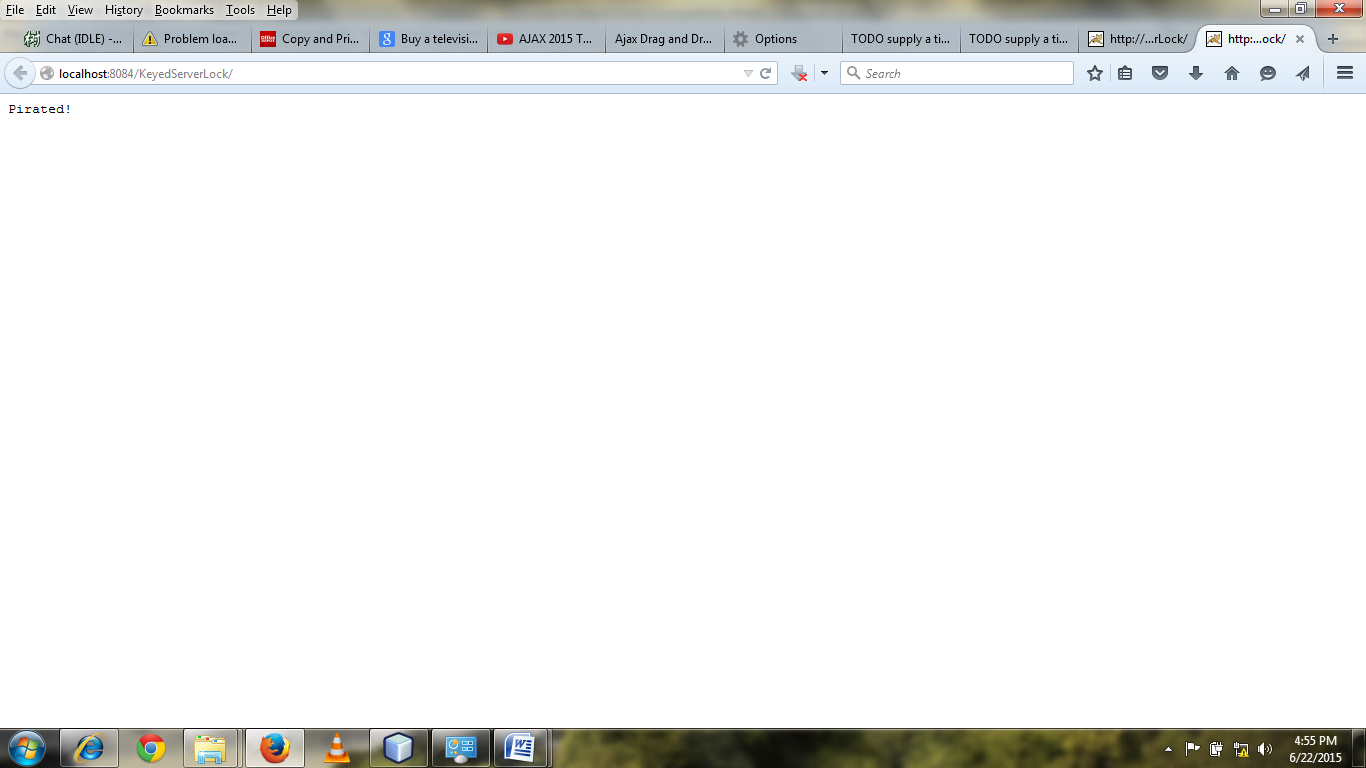 File Edit View History Bookmarks Tools Help
Chat (IDLE) -... Problem loa... Copy and Pri... Buy a televisi... AJAX 2015 T... Ajax Drag and Dr... Options TODO supply a ti... TODO supply a ti... http://...rLock/ http:...ock/
localhost:8084/KeyedServerLock/ Search
Pirated!
4:55 PM
6/22/2015